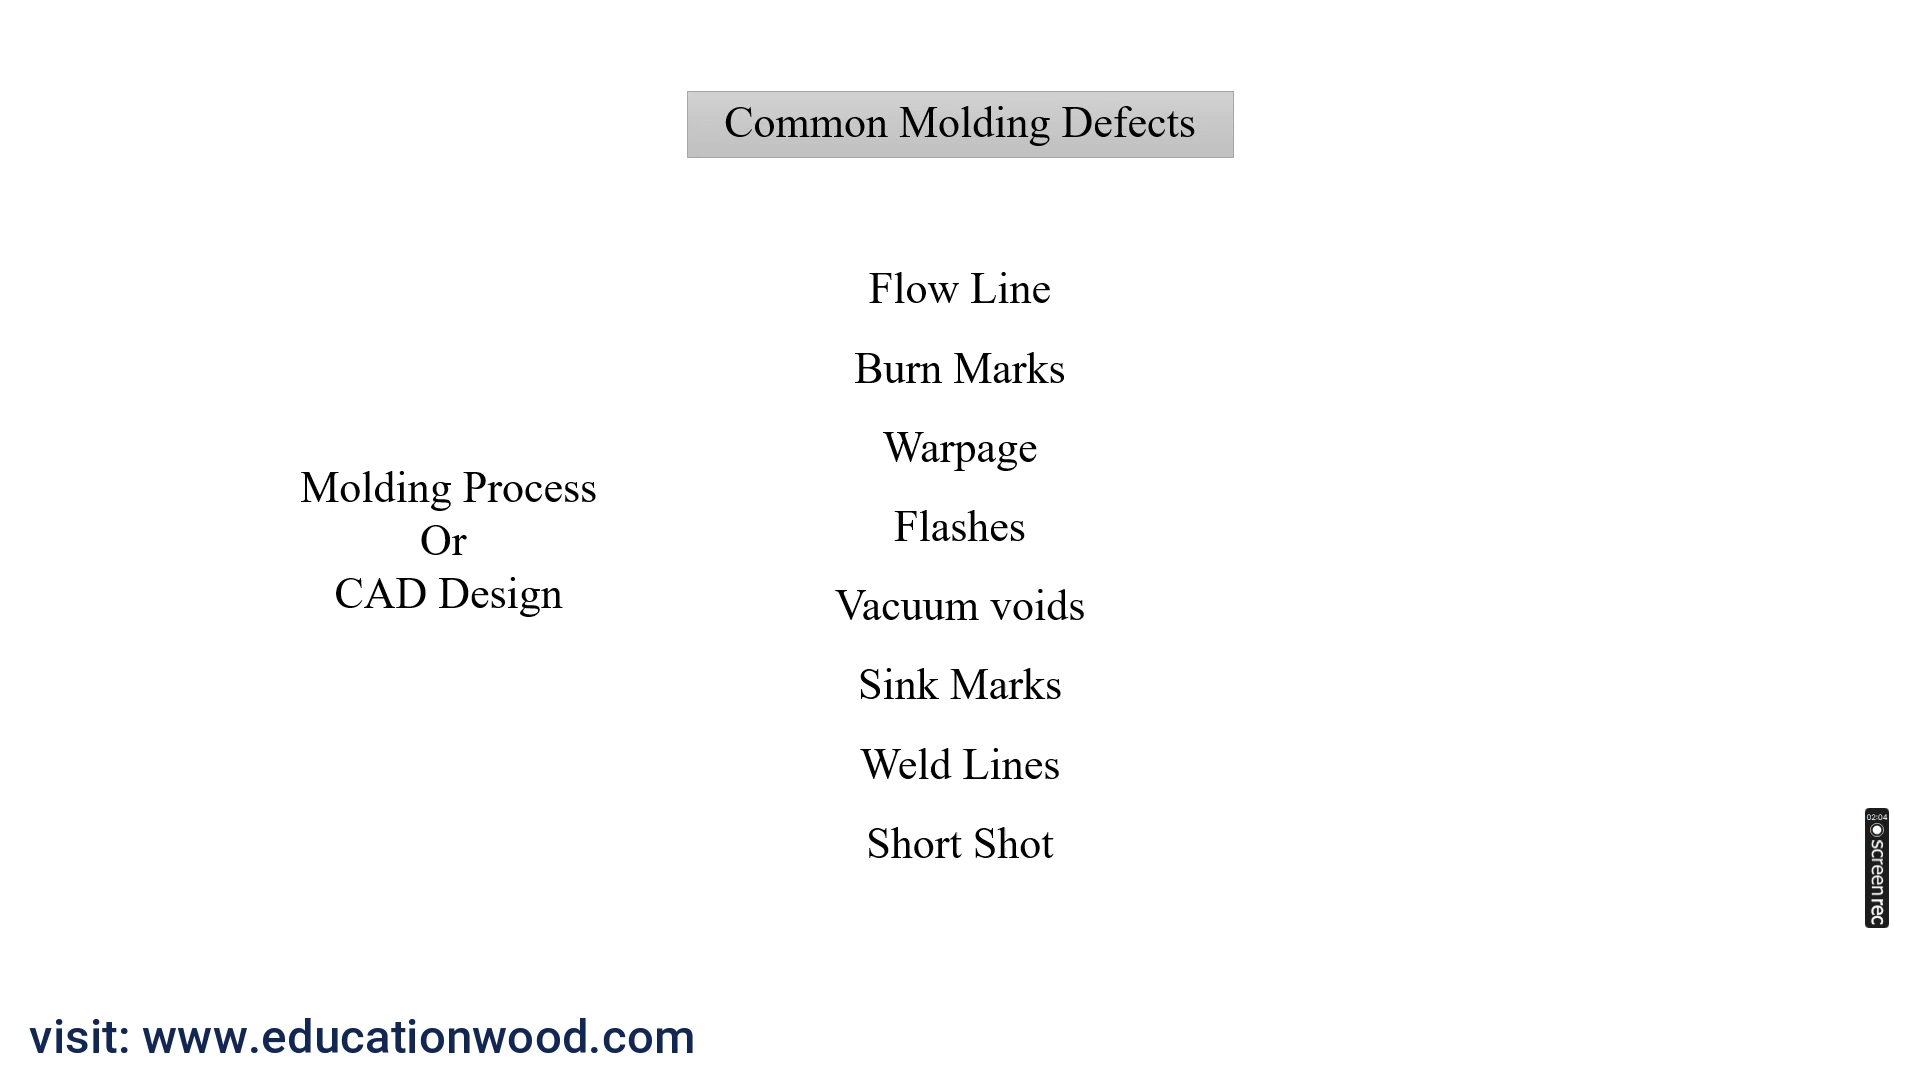 Common Molding Defects
Flow Line
Burn Marks
Warpage
Flashes
Vacuum voids
Sink Marks
Weld Lines
Short Shot
Molding Process
Or
CAD Design
02:04
screenrec
visit: www.educationwood.com